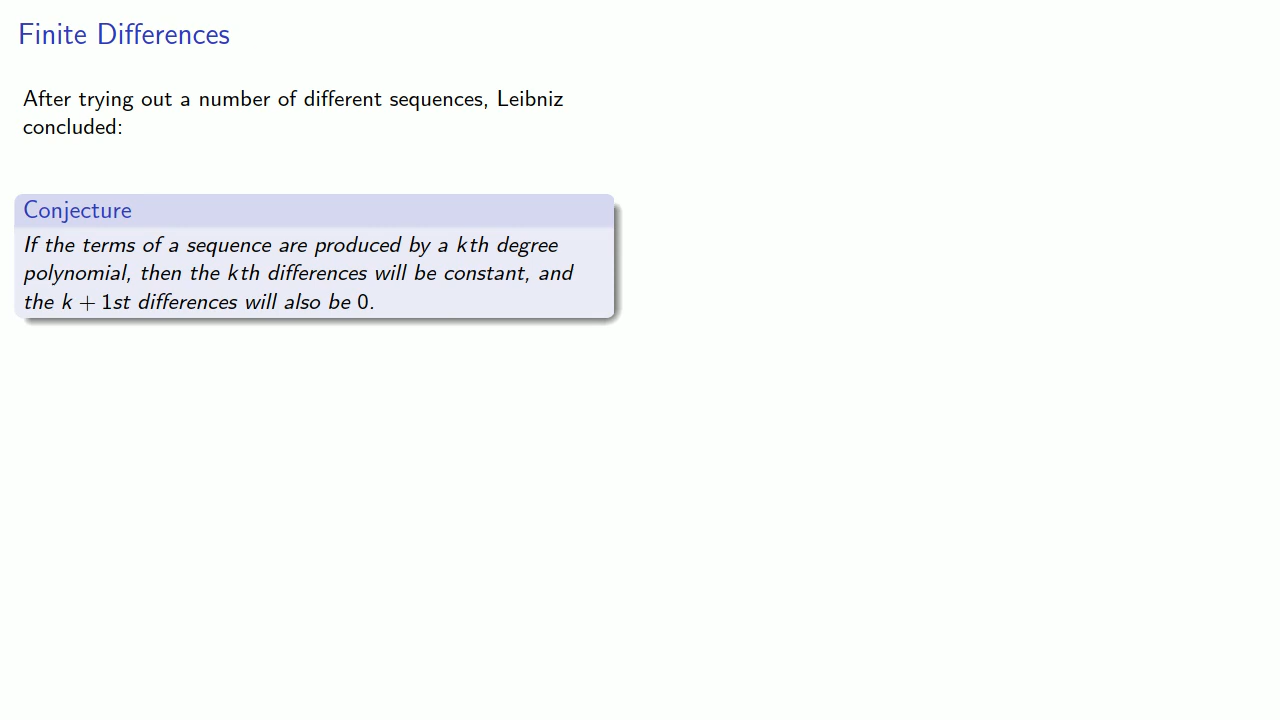 Finite Differences
After trying out a number of different sequences, Leibniz
concluded:
Conjecture
If the terms of a sequence are produced by a kth degree
polynomial, then the kth differences will be constant, and
the k + 1st differences will also be 0.